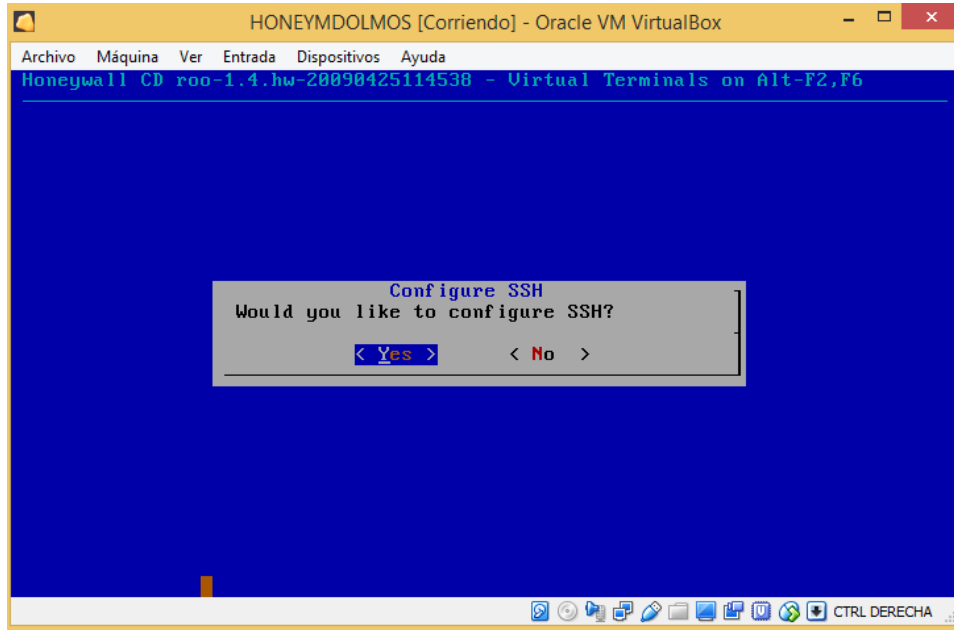 HONEYMDOLMOS [Corriendo] - Oracle VM VirtualBox
Archivo Máquina Ver Entrada Dispositivos Ayuda
Honeywall CD roo-1.4.hw-20090425114538 - Virtual Terminals on Alt-F2,F6
Configure SSH
Would you like to configure SSH?
< Yes > < No >
CTRL DERECHA